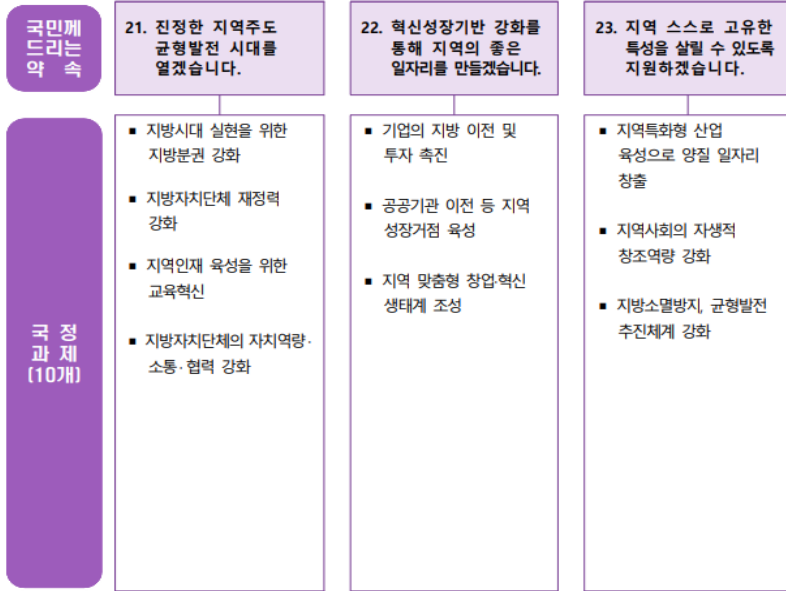 국민께
드리는
약 속
21. 진정한 지역주도
균형발전 시대를
열겠습니다.
22. 혁신성장기반 강화를
통해 지역의 좋은
일자리를 만들겠습니다.
23. 지역 스스로 고유한
특성을 살릴 수 있도록
지원하겠습니다.
국 정
과 제
(10개)
▪ 지방시대 실현을 위한
지방분권 강화
▪ 지방자치단체 재정력
강화
▪ 지역인재 육성을 위한
교육혁신
▪ 지방자치단체의 자치역량·
소통·협력 강화
▪ 기업의 지방 이전 및
투자 촉진
▪ 공공기관 이전 등 지역
성장거점 육성
▪ 지역 맞춤형 창업·혁신
생태계 조성
▪ 지역특화형 산업
육성으로 양질 일자리
창출
▪ 지역사회의 자생적
창조역량 강화
▪ 지방소멸방지, 균형발전
추진체계 강화